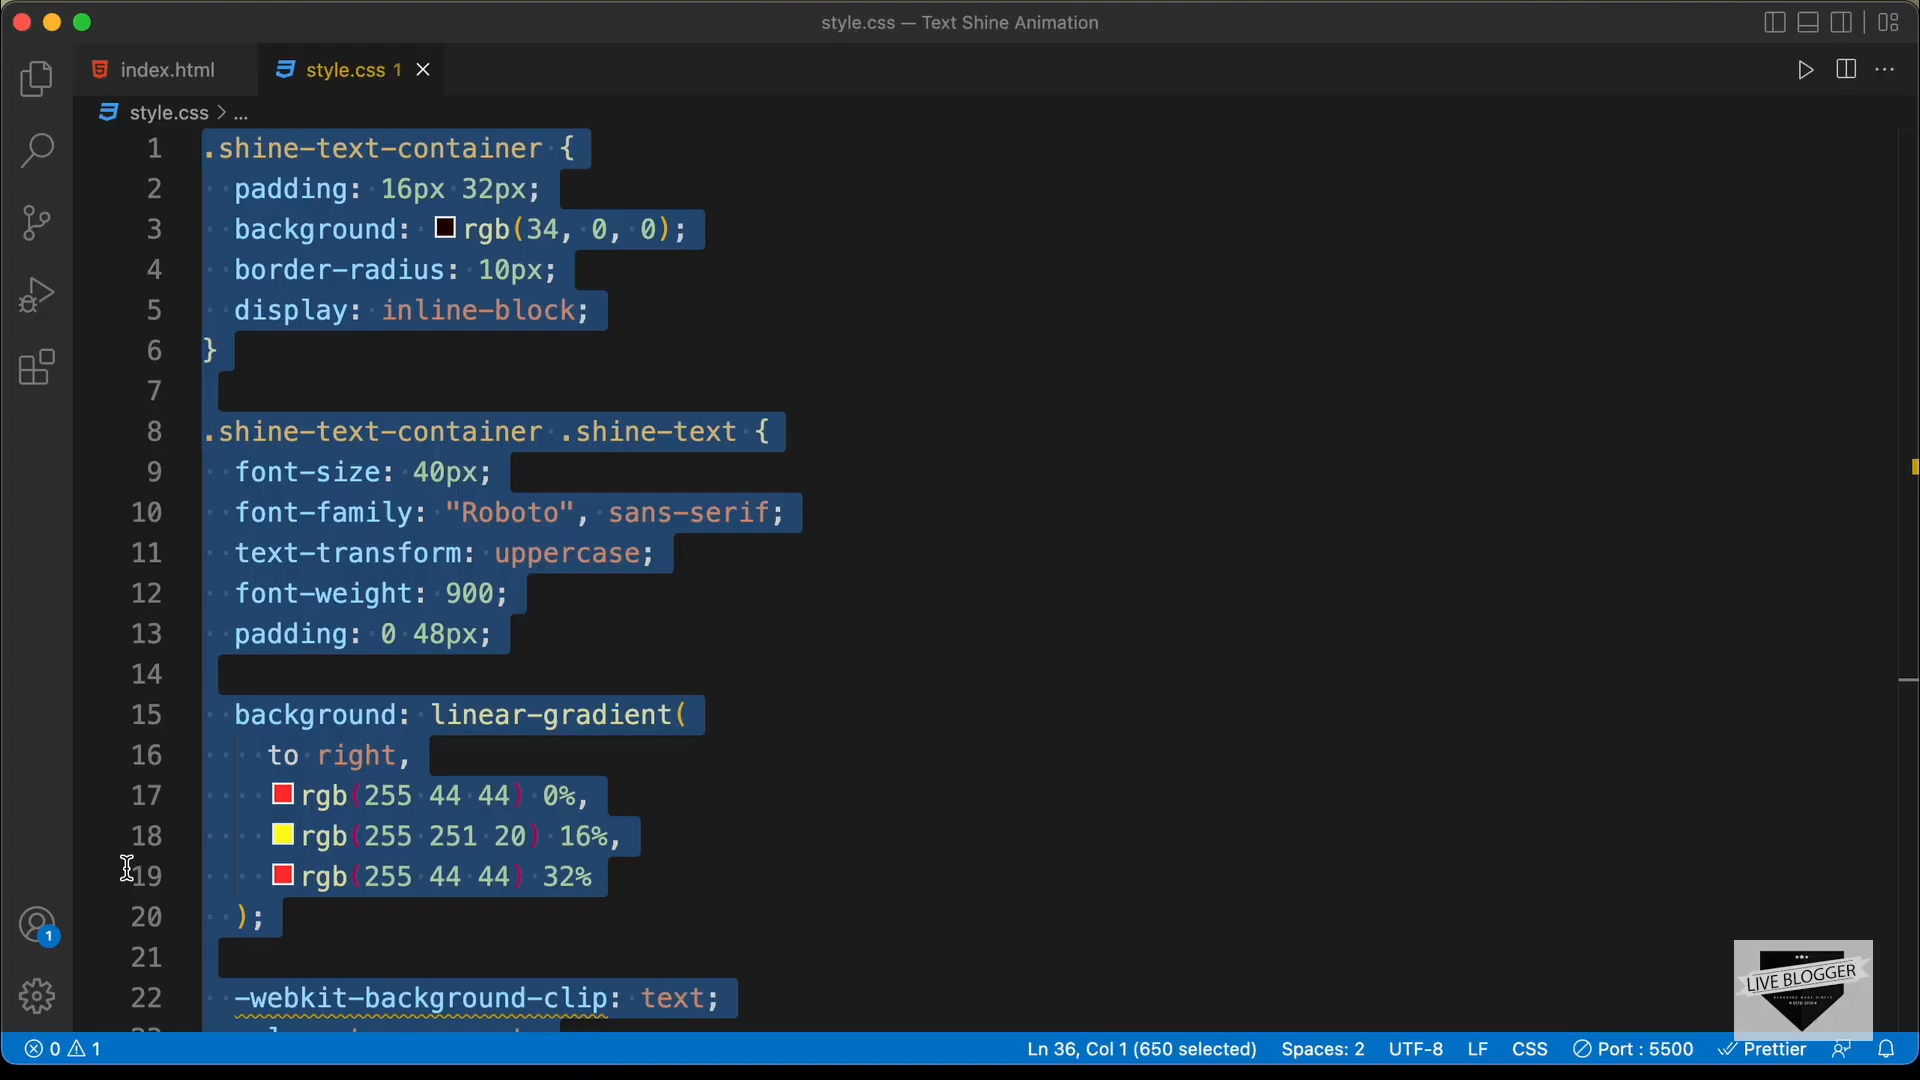 style.css — Text Shine Animation
index.html
style.css 1
style.css > ...
1 .shine-text-container {
2 padding: 16px 32px;
3 background: rgb(34, 0, 0);
4 border-radius: 10px;
5 display: inline-block;
6 }
7
8 .shine-text-container .shine-text {
9 font-size: 40px;
10 font-family: "Roboto", sans-serif;
11 text-transform: uppercase;
12 font-weight: 900;
13 padding: 0 48px;
14
15 background: linear-gradient(
16 to right,
17 rgb(255 44 44) 0%,
18 rgb(255 251 20) 16%,
19 rgb(255 44 44) 32%
20 );
21
22 -webkit-background-clip: text;
1
LIVE BLOGGER
0 1
Ln 36, Col 1 (650 selected)
Spaces: 2
UTF-8
LF
CSS
Port : 5500
Prettier